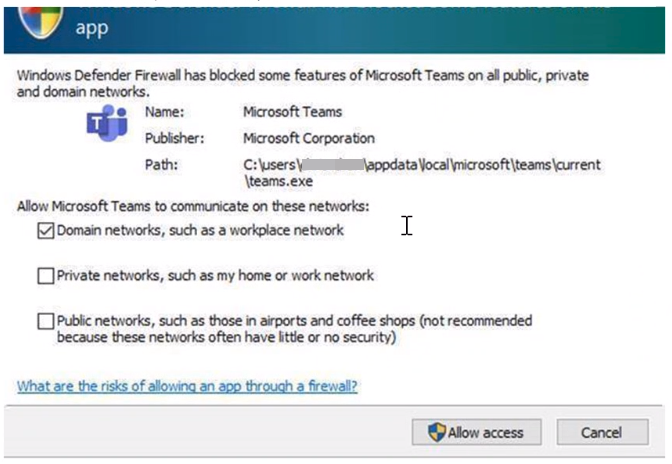 app
Windows Defender Firewall has blocked some features of Microsoft Teams on all public, private
and domain networks.
Name: Microsoft Teams
Publisher: Microsoft Corporation
Path: C:\users\ \appdata\local\microsoft\teams\current
\teams.exe
Allow Microsoft Teams to communicate on these networks:
Domain networks, such as a workplace network
Private networks, such as my home or work network
Public networks, such as those in airports and coffee shops (not recommended
because these networks often have little or no security)
What are the risks of allowing an app through a firewall?
Allow access Cancel